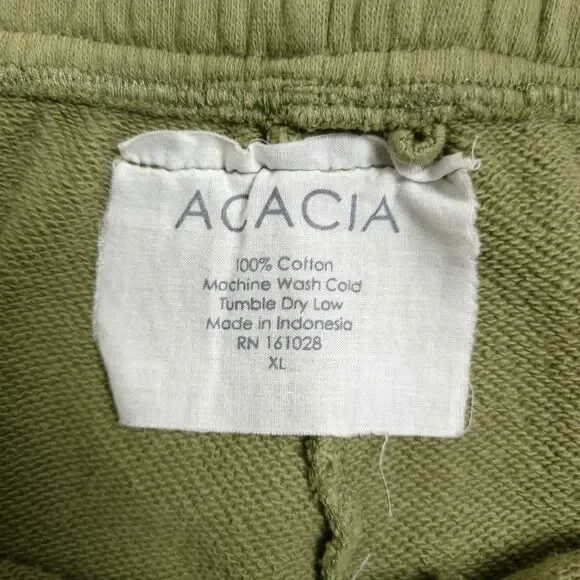 ACACIA
100% Cotton
Machine Wash Cold
Tumble Dry Low
Made in Indonesia
RN 161028
XL